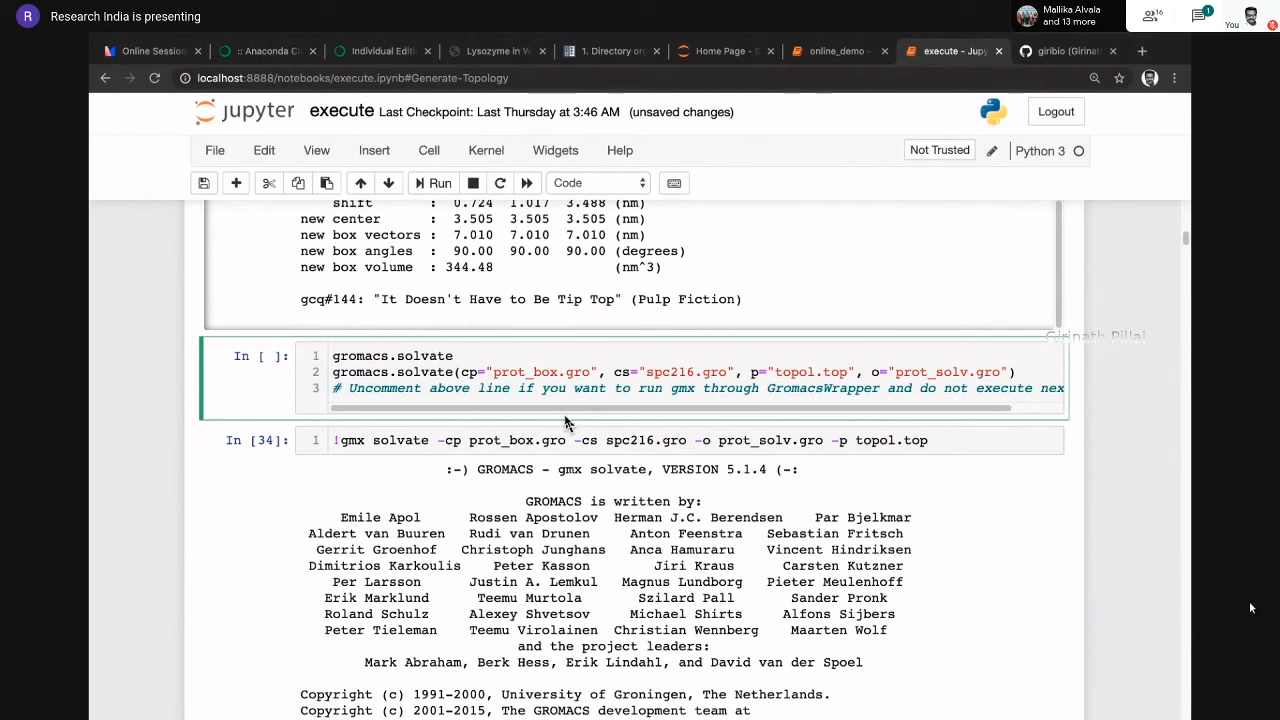 R Research India is presenting
Mallika Alvala
and 13 more
16
1
You
Online Session
:: Anaconda C
Individual Editi
Lysozyme in W
1. Directory org
Home Page - S
online_demo -
execute - Jupy
giribio (Girinat
localhost:8888/notebooks/execute.ipynb#Generate-Topology
jupyter execute Last Checkpoint: Last Thursday at 3:46 AM (unsaved changes)
Logout
File Edit View Insert Cell Kernel Widgets Help
Not Trusted
Python 3
Run
Code
shift : 0.724 1.017 3.488 (nm)
new center : 3.505 3.505 3.505 (nm)
new box vectors : 7.010 7.010 7.010 (nm)
new box angles : 90.00 90.00 90.00 (degrees)
new box volume : 344.48 (nm^3)
gcq#144: "It Doesn't Have to Be Tip Top" (Pulp Fiction)
Girinath Pillai
In [ ]:
1 gromacs.solvate
2 gromacs.solvate(cp="prot_box.gro", cs="spc216.gro", p="topol.top", o="prot_solv.gro")
3 # Uncomment above line if you want to run gmx through GromacsWrapper and do not execute nex
In [34]:
1 !gmx solvate -cp prot_box.gro -cs spc216.gro -o prot_solv.gro -p topol.top
:-) GROMACS - gmx solvate, VERSION 5.1.4 (-:
GROMACS is written by:
Emile Apol Rossen Apostolov Herman J.C. Berendsen Par Bjelkmar
Aldert van Buuren Rudi van Drunen Anton Feenstra Sebastian Fritsch
Gerrit Groenhof Christoph Junghans Anca Hamuraru Vincent Hindriksen
Dimitrios Karkoulis Peter Kasson Jiri Kraus Carsten Kutzner
Per Larsson Justin A. Lemkul Magnus Lundborg Pieter Meulenhoff
Erik Marklund Teemu Murtola Szilard Pall Sander Pronk
Roland Schulz Alexey Shvetsov Michael Shirts Alfons Sijbers
Peter Tieleman Teemu Virolainen Christian Wennberg Maarten Wolf
and the project leaders:
Mark Abraham, Berk Hess, Erik Lindahl, and David van der Spoel
Copyright (c) 1991-2000, University of Groningen, The Netherlands.
Copyright (c) 2001-2015, The GROMACS development team at